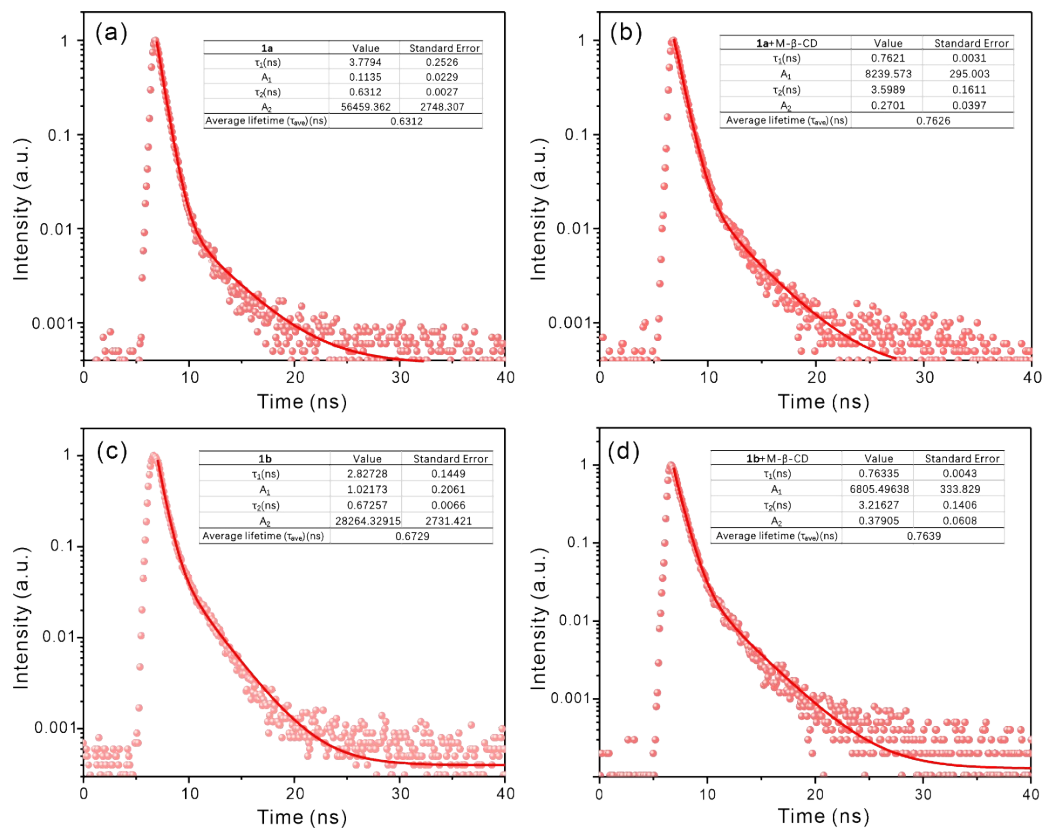 (a)
1a Value Standard Error
τ₁(ns) 3.7794 0.2526
A₁ 0.1135 0.0229
τ₂(ns) 0.6312 0.0027
A₂ 56459.362 2748.307
Average lifetime (τₐᵥₑ)(ns) 0.6312
1
0.1
0.01
0.001
Intensity (a.u.)
0 10 20 30 40
Time (ns)
(b)
1a+M-β-CD Value Standard Error
τ₁(ns) 0.7621 0.0031
A₁ 8239.573 295.003
τ₂(ns) 3.5989 0.1611
A₂ 0.2701 0.0397
Average lifetime (τₐᵥₑ)(ns) 0.7626
1
0.1
0.01
0.001
Intensity (a.u.)
0 10 20 30 40
Time (ns)
(c)
1b Value Standard Error
τ₁(ns) 2.82728 0.1449
A₁ 1.02173 0.2061
τ₂(ns) 0.67257 0.0066
A₂ 28264.32915 2731.421
Average lifetime (τₐᵥₑ)(ns) 0.6729
1
0.1
0.01
0.001
Intensity (a.u.)
0 10 20 30 40
Time (ns)
(d)
1b+M-β-CD Value Standard Error
τ₁(ns) 0.76335 0.0043
A₁ 6805.49638 333.829
τ₂(ns) 3.21627 0.1406
A₂ 0.37905 0.0608
Average lifetime (τₐᵥₑ)(ns) 0.7639
1
0.1
0.01
0.001
Intensity (a.u.)
0 10 20 30 40
Time (ns)